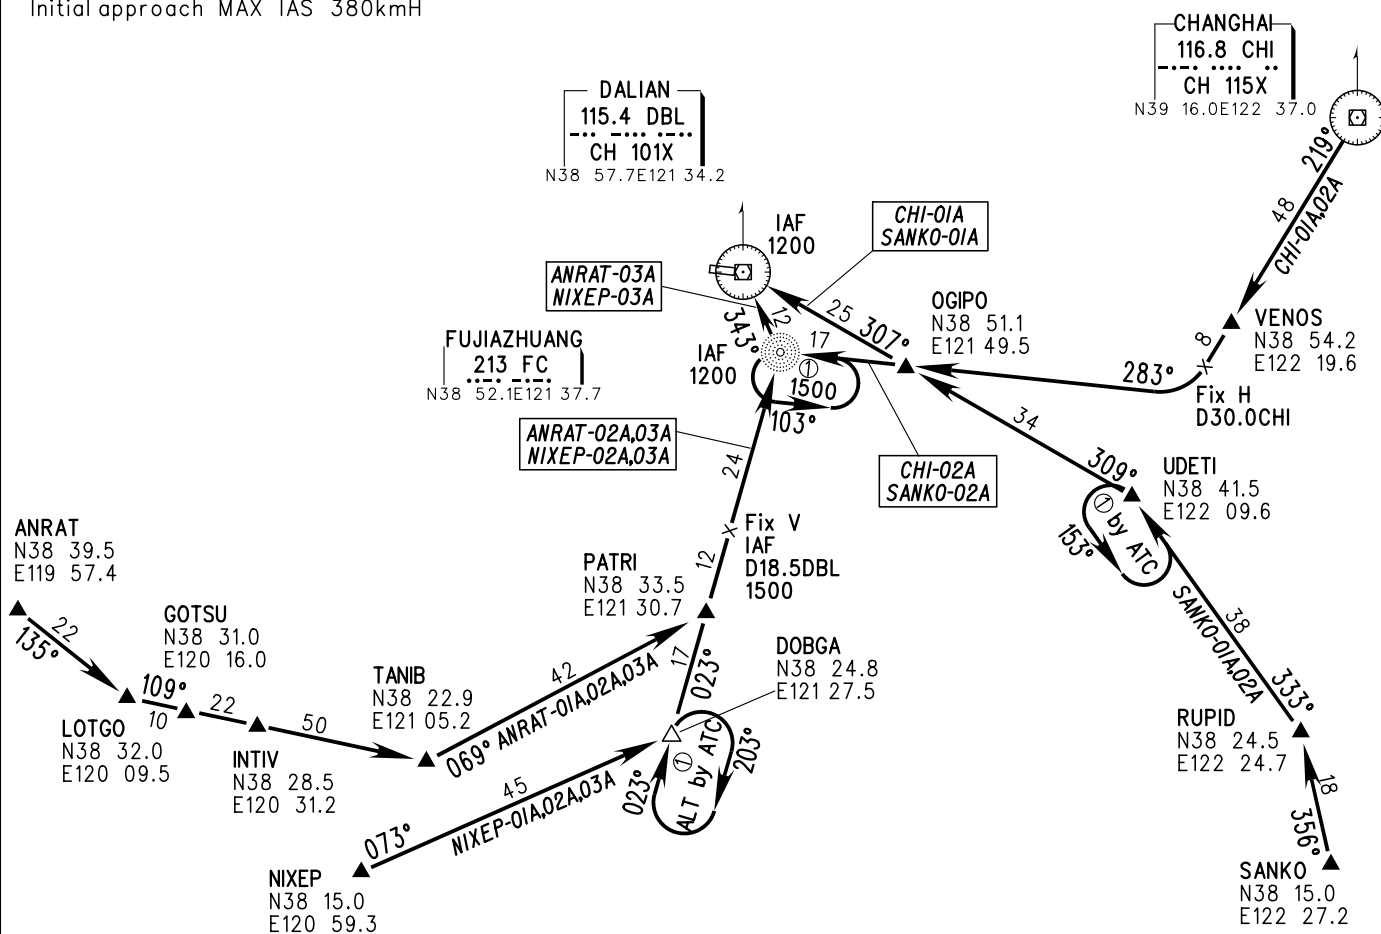 Initial approach MAX IAS 380kmH
CHANGHAI
116.8 CHI
CH 115X
N39 16.0E122 37.0
DALIAN
115.4 DBL
CH 101X
N38 57.7E121 34.2
219°
48
CHI-01A,02A
CHI-01A
SANKO-01A
IAF
1200
ANRAT-03A
NIXEP-03A
OGIPO
N38 51.1
E121 49.5
25
307°
VENOS
N38 54.2
E122 19.6
8
FUJIAZHUANG
213 FC
N38 52.1E121 37.7
343°
12
17
IAF
1200
1
1500
103°
283°
Fix H
D30.0CHI
ANRAT-02A,03A
NIXEP-02A,03A
34
CHI-02A
SANKO-02A
24
309°
UDETI
N38 41.5
E122 09.6
1
by ATC
153°
ANRAT
N38 39.5
E119 57.4
Fix V
IAF
D18.5DBL
1500
12
PATRI
N38 33.5
E121 30.7
22
135°
GOTSU
N38 31.0
E120 16.0
38
SANKO-01A,02A
17
023°
DOBGA
N38 24.8
E121 27.5
TANIB
N38 22.9
E121 05.2
42
109°
22
10
50
069° ANRAT-01A,02A,03A
LOTGO
N38 32.0
E120 09.5
INTIV
N38 28.5
E120 31.2
333°
RUPID
N38 24.5
E122 24.7
1
ALT by ATC
203°
023°
45
NIXEP-01A,02A,03A
073°
18
356°
NIXEP
N38 15.0
E120 59.3
SANKO
N38 15.0
E122 27.2